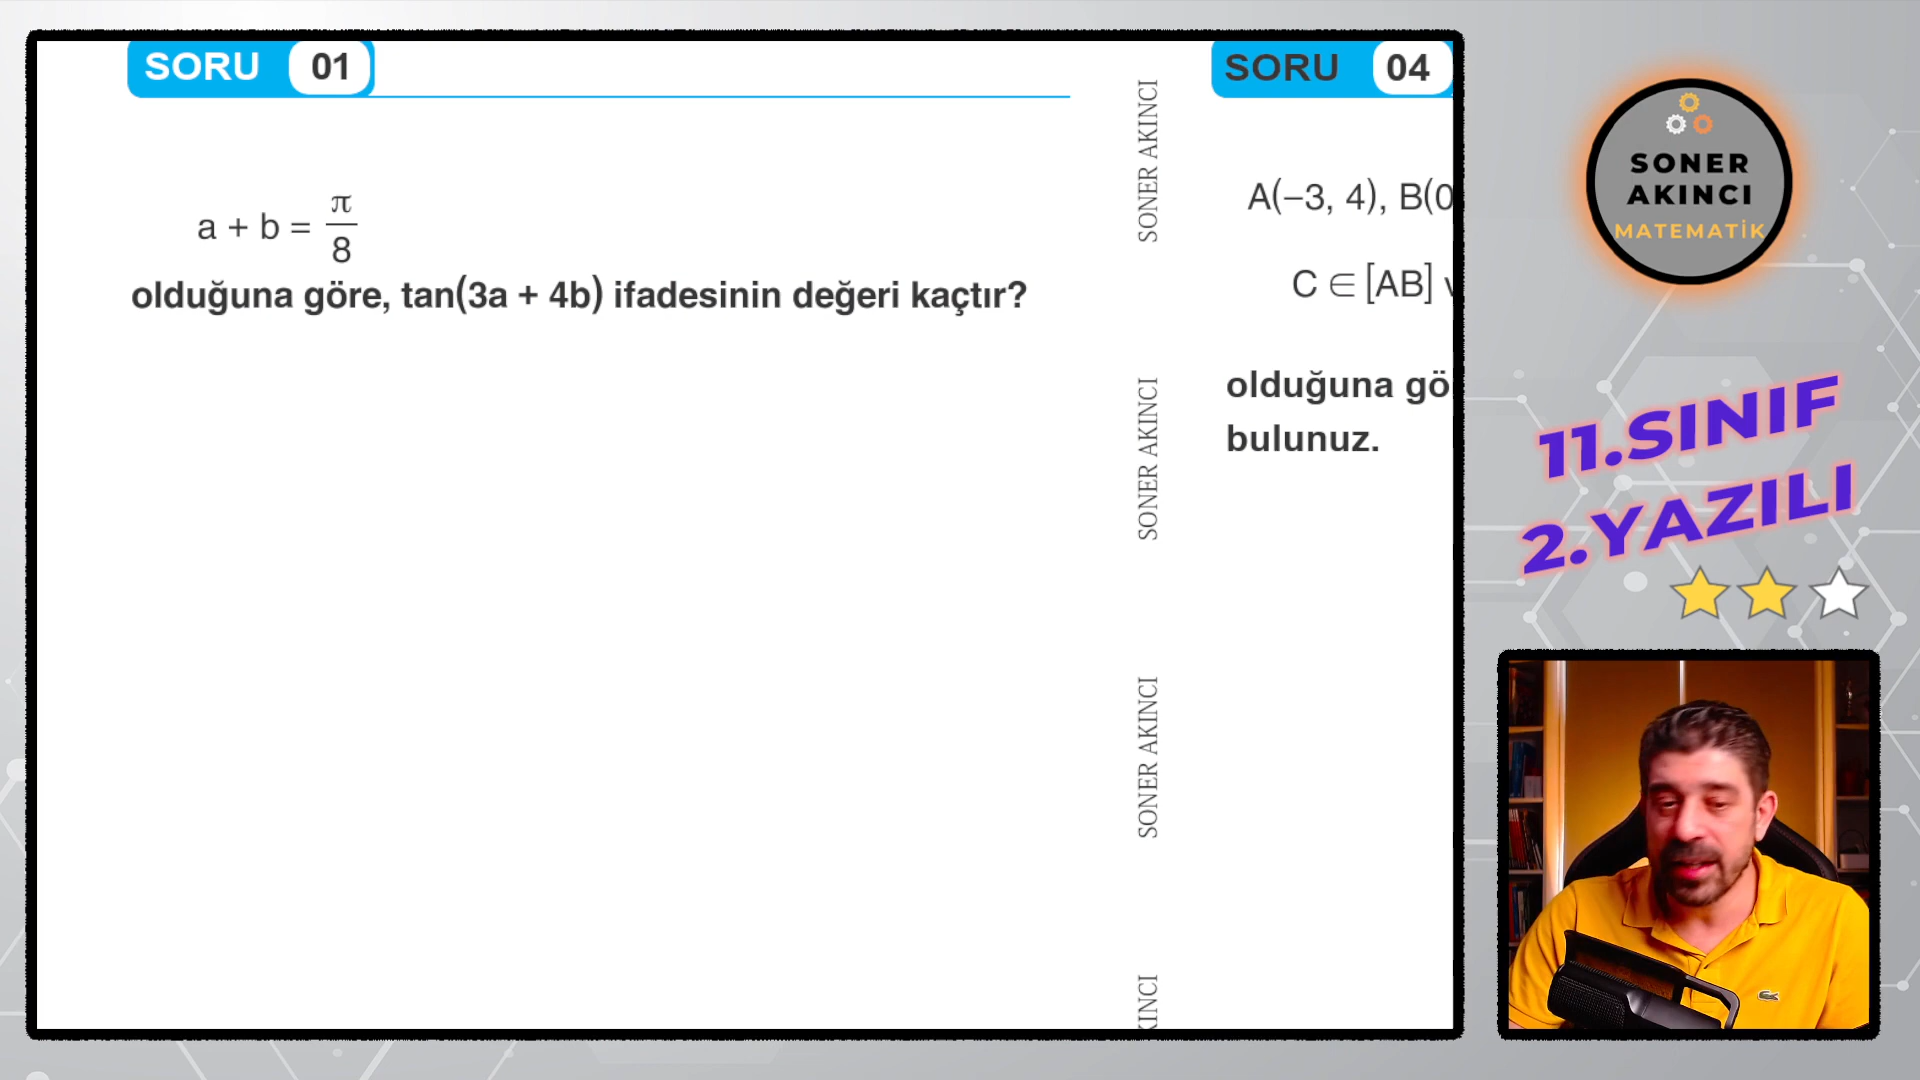 SORU 01
a + b = π/8
olduğuna göre, tan(3a + 4b) ifadesinin değeri kaçtır?
SONER AKINCI
SONER AKINCI
SONER AKINCI
KINCI
SORU 04
A(–3, 4), B(0
C ∈ [AB]
olduğuna gö
bulunuz.
SONER
AKINCI
MATEMATİK
11.SINIF
2.YAZILI